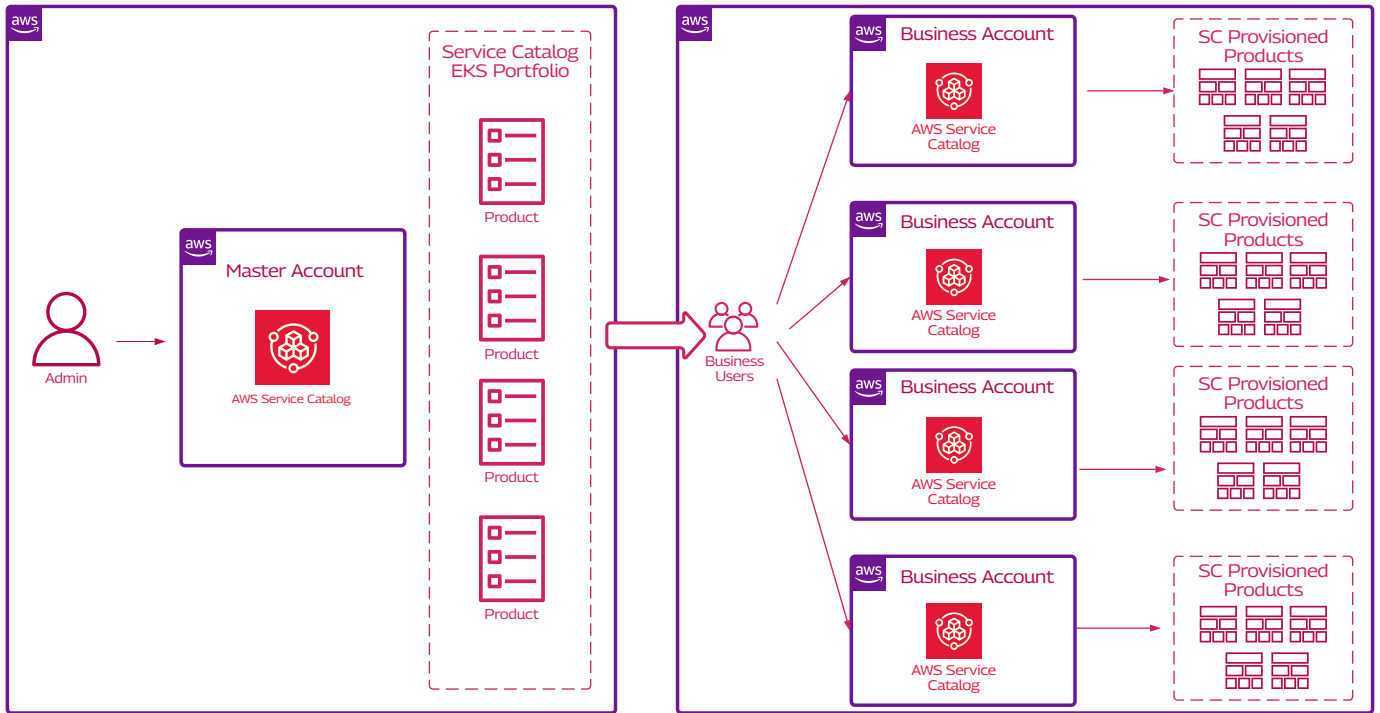 aws
Service Catalog
EKS Portfolio
Product
Product
Product
Product
aws
Master Account
AWS Service Catalog
Admin
aws
Business
Users
aws
Business Account
AWS Service
Catalog
SC Provisioned
Products
aws
Business Account
AWS Service
Catalog
SC Provisioned
Products
aws
Business Account
AWS Service
Catalog
SC Provisioned
Products
aws
Business Account
AWS Service
Catalog
SC Provisioned
Products